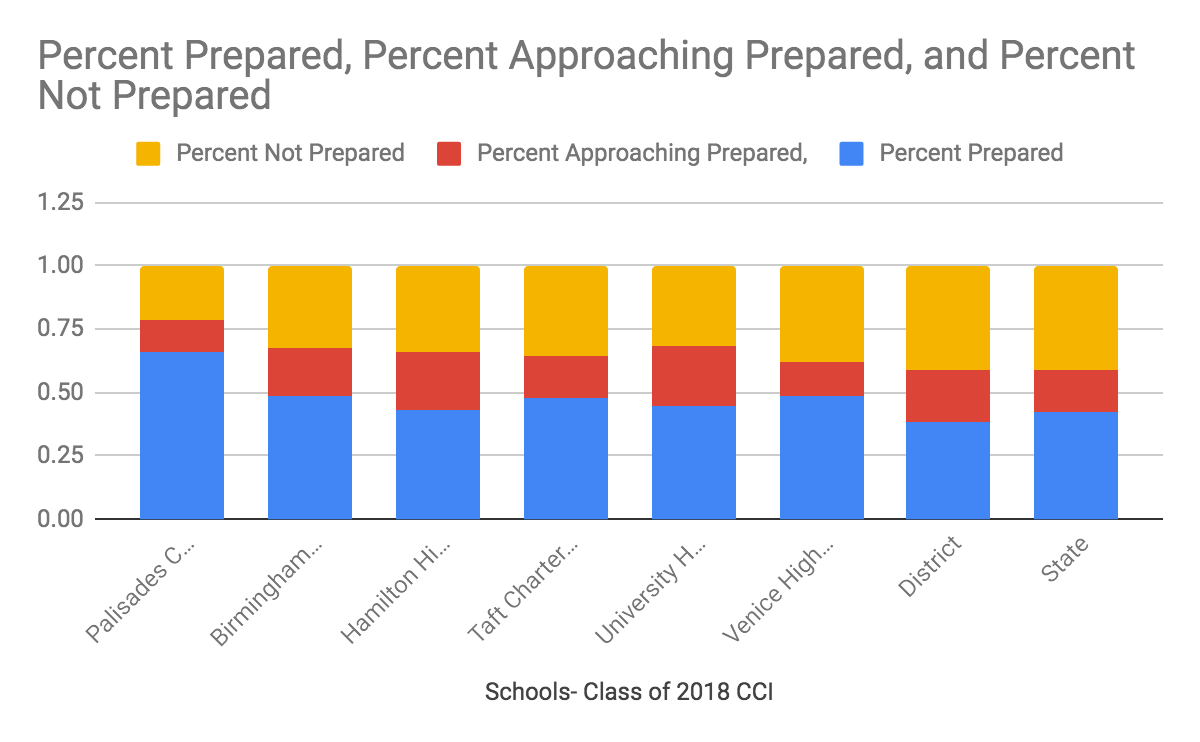 Percent Prepared, Percent Approaching Prepared, and Percent
Not Prepared
Percent Not Prepared
Percent Approaching Prepared,
Percent Prepared
1.25
1.00
0.75
0.50
0.25
0.00
Palisades C...
Birmingham...
Hamilton Hi...
Taft Charter...
University H...
Venice High...
District
State
Schools- Class of 2018 CCI